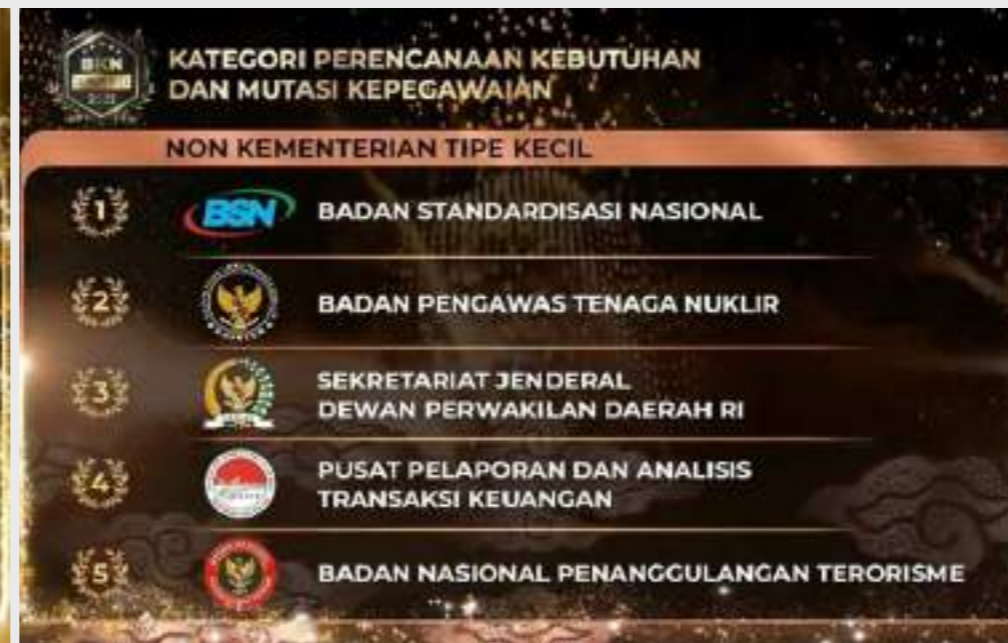 BKN
KATEGORI PERENCANAAN KEBUTUHAN
DAN MUTASI KEPEGAWAIAN
NON KEMENTERIAN TIPE KECIL
1
BSN
BADAN STANDARDISASI NASIONAL
2
BADAN PENGAWAS TENAGA NUKLIR
3
SEKRETARIAT JENDERAL
DEWAN PERWAKILAN DAERAH RI
4
PUSAT PELAPORAN DAN ANALISIS
TRANSAKSI KEUANGAN
5
BADAN NASIONAL PENANGGULANGAN TERORISME